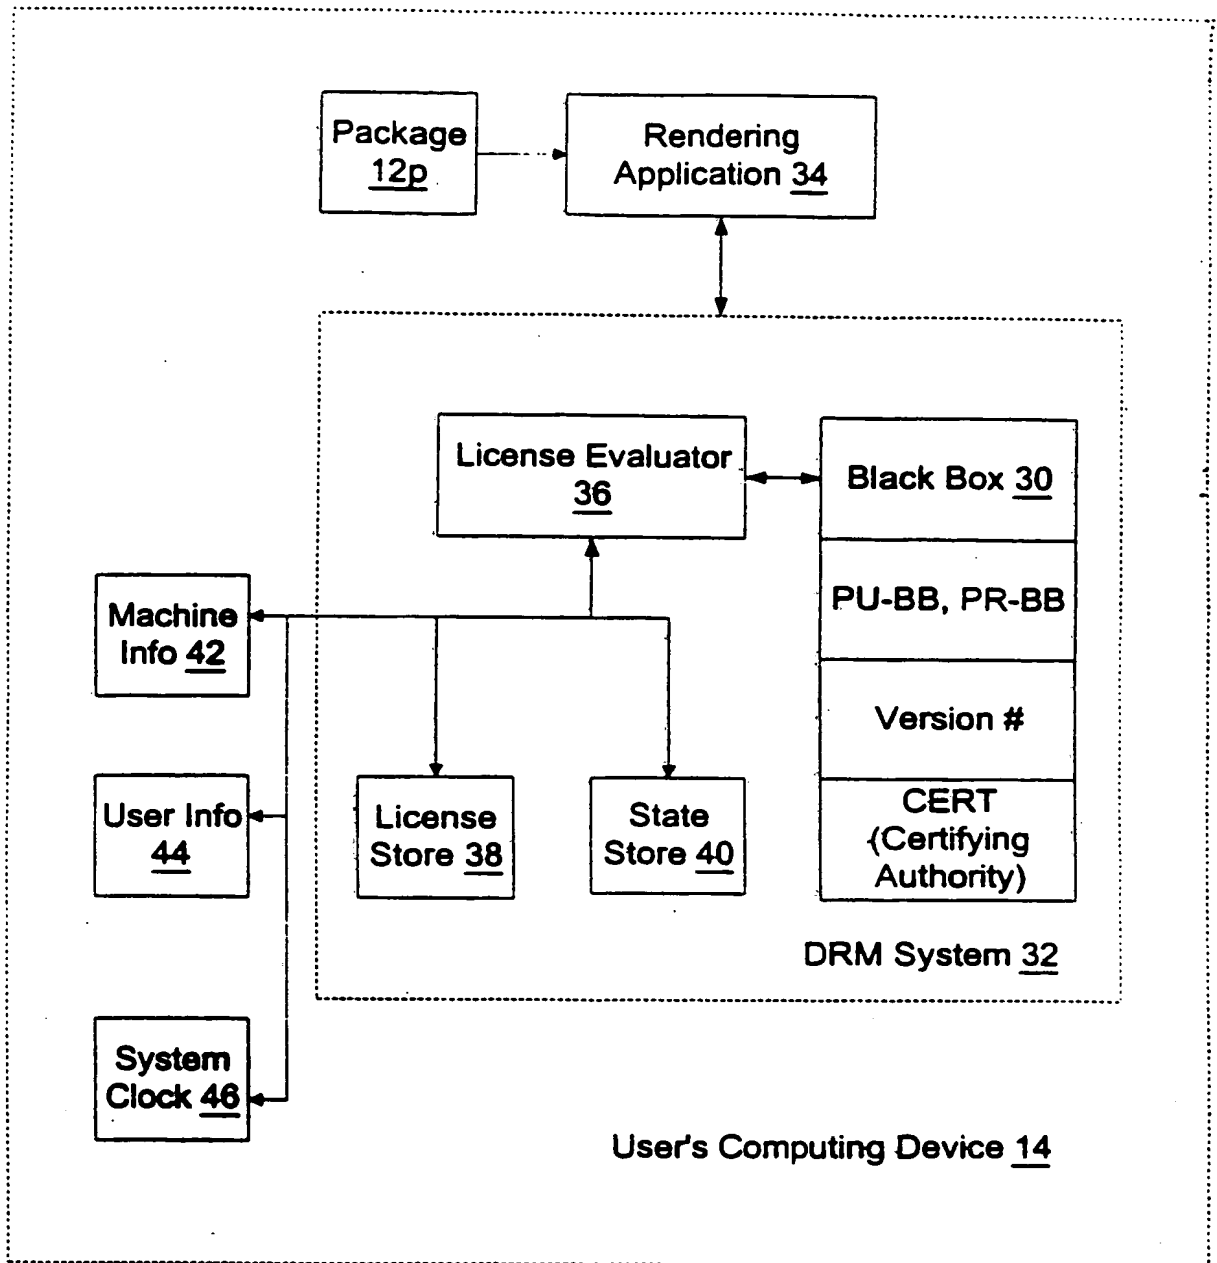 Package
12p
Rendering
Application 34
License Evaluator
36
Black Box 30
PU-BB, PR-BB
Version #
CERT
(Certifying
Authority)
Machine
Info 42
User Info
44
License
Store 38
State
Store 40
DRM System 32
System
Clock 46
User's Computing Device 14